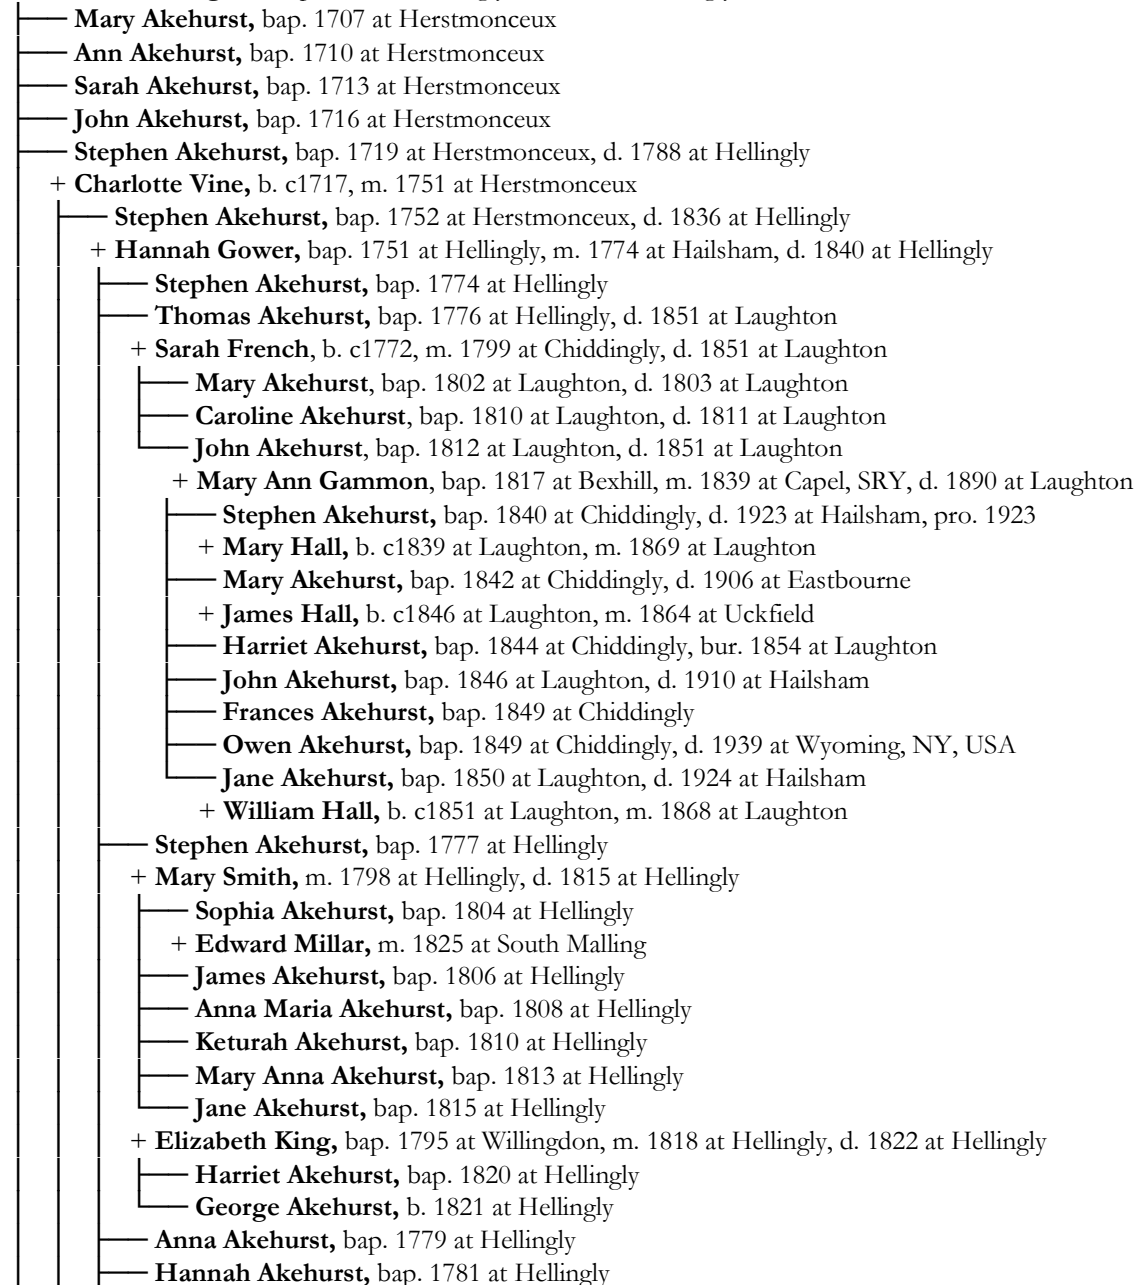 Mary Akehurst, bap. 1707 at Herstmonceux
Ann Akehurst, bap. 1710 at Herstmonceux
Sarah Akehurst, bap. 1713 at Herstmonceux
John Akehurst, bap. 1716 at Herstmonceux
Stephen Akehurst, bap. 1719 at Herstmonceux, d. 1788 at Hellingly
+ Charlotte Vine, b. c1717, m. 1751 at Herstmonceux
Stephen Akehurst, bap. 1752 at Herstmonceux, d. 1836 at Hellingly
+ Hannah Gower, bap. 1751 at Hellingly, m. 1774 at Hailsham, d. 1840 at Hellingly
Stephen Akehurst, bap. 1774 at Hellingly
Thomas Akehurst, bap. 1776 at Hellingly, d. 1851 at Laughton
+ Sarah French, b. c1772, m. 1799 at Chiddingly, d. 1851 at Laughton
Mary Akehurst, bap. 1802 at Laughton, d. 1803 at Laughton
Caroline Akehurst, bap. 1810 at Laughton, d. 1811 at Laughton
John Akehurst, bap. 1812 at Laughton, d. 1851 at Laughton
+ Mary Ann Gammon, bap. 1817 at Bexhill, m. 1839 at Capel, SRY, d. 1890 at Laughton
Stephen Akehurst, bap. 1840 at Chiddingly, d. 1923 at Hailsham, pro. 1923
+ Mary Hall, b. c1839 at Laughton, m. 1869 at Laughton
Mary Akehurst, bap. 1842 at Chiddingly, d. 1906 at Eastbourne
+ James Hall, b. c1846 at Laughton, m. 1864 at Uckfield
Harriet Akehurst, bap. 1844 at Chiddingly, bur. 1854 at Laughton
John Akehurst, bap. 1846 at Laughton, d. 1910 at Hailsham
Frances Akehurst, bap. 1849 at Chiddingly
Owen Akehurst, bap. 1849 at Chiddingly, d. 1939 at Wyoming, NY, USA
Jane Akehurst, bap. 1850 at Laughton, d. 1924 at Hailsham
+ William Hall, b. c1851 at Laughton, m. 1868 at Laughton
Stephen Akehurst, bap. 1777 at Hellingly
+ Mary Smith, m. 1798 at Hellingly, d. 1815 at Hellingly
Sophia Akehurst, bap. 1804 at Hellingly
+ Edward Millar, m. 1825 at South Malling
James Akehurst, bap. 1806 at Hellingly
Anna Maria Akehurst, bap. 1808 at Hellingly
Keturah Akehurst, bap. 1810 at Hellingly
Mary Anna Akehurst, bap. 1813 at Hellingly
Jane Akehurst, bap. 1815 at Hellingly
+ Elizabeth King, bap. 1795 at Willingdon, m. 1818 at Hellingly, d. 1822 at Hellingly
Harriet Akehurst, bap. 1820 at Hellingly
George Akehurst, b. 1821 at Hellingly
Anna Akehurst, bap. 1779 at Hellingly
Hannah Akehurst, bap. 1781 at Hellingly